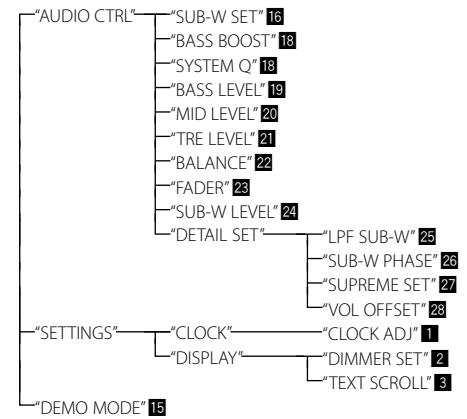 “AUDIO CTRL” “SUB-W SET” 16
“BASS BOOST” 18
“SYSTEM Q” 18
“BASS LEVEL” 19
“MID LEVEL” 20
“TRE LEVEL” 21
“BALANCE” 22
“FADER” 23
“SUB-W LEVEL” 24
“DETAIL SET” “LPF SUB-W” 25
“SUB-W PHASE” 26
“SUPREME SET” 27
“VOL OFFSET” 28
“SETTINGS” “CLOCK” “CLOCK ADJ” 1
“DISPLAY” “DIMMER SET” 2
“TEXT SCROLL” 3
“DEMO MODE” 15